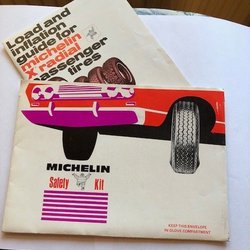 Load and
inflation
guide for
michelin
X radial
passenger
tires
MICHELIN
Safety Kit
KEEP THIS ENVELOPE
IN GLOVE COMPARTMENT